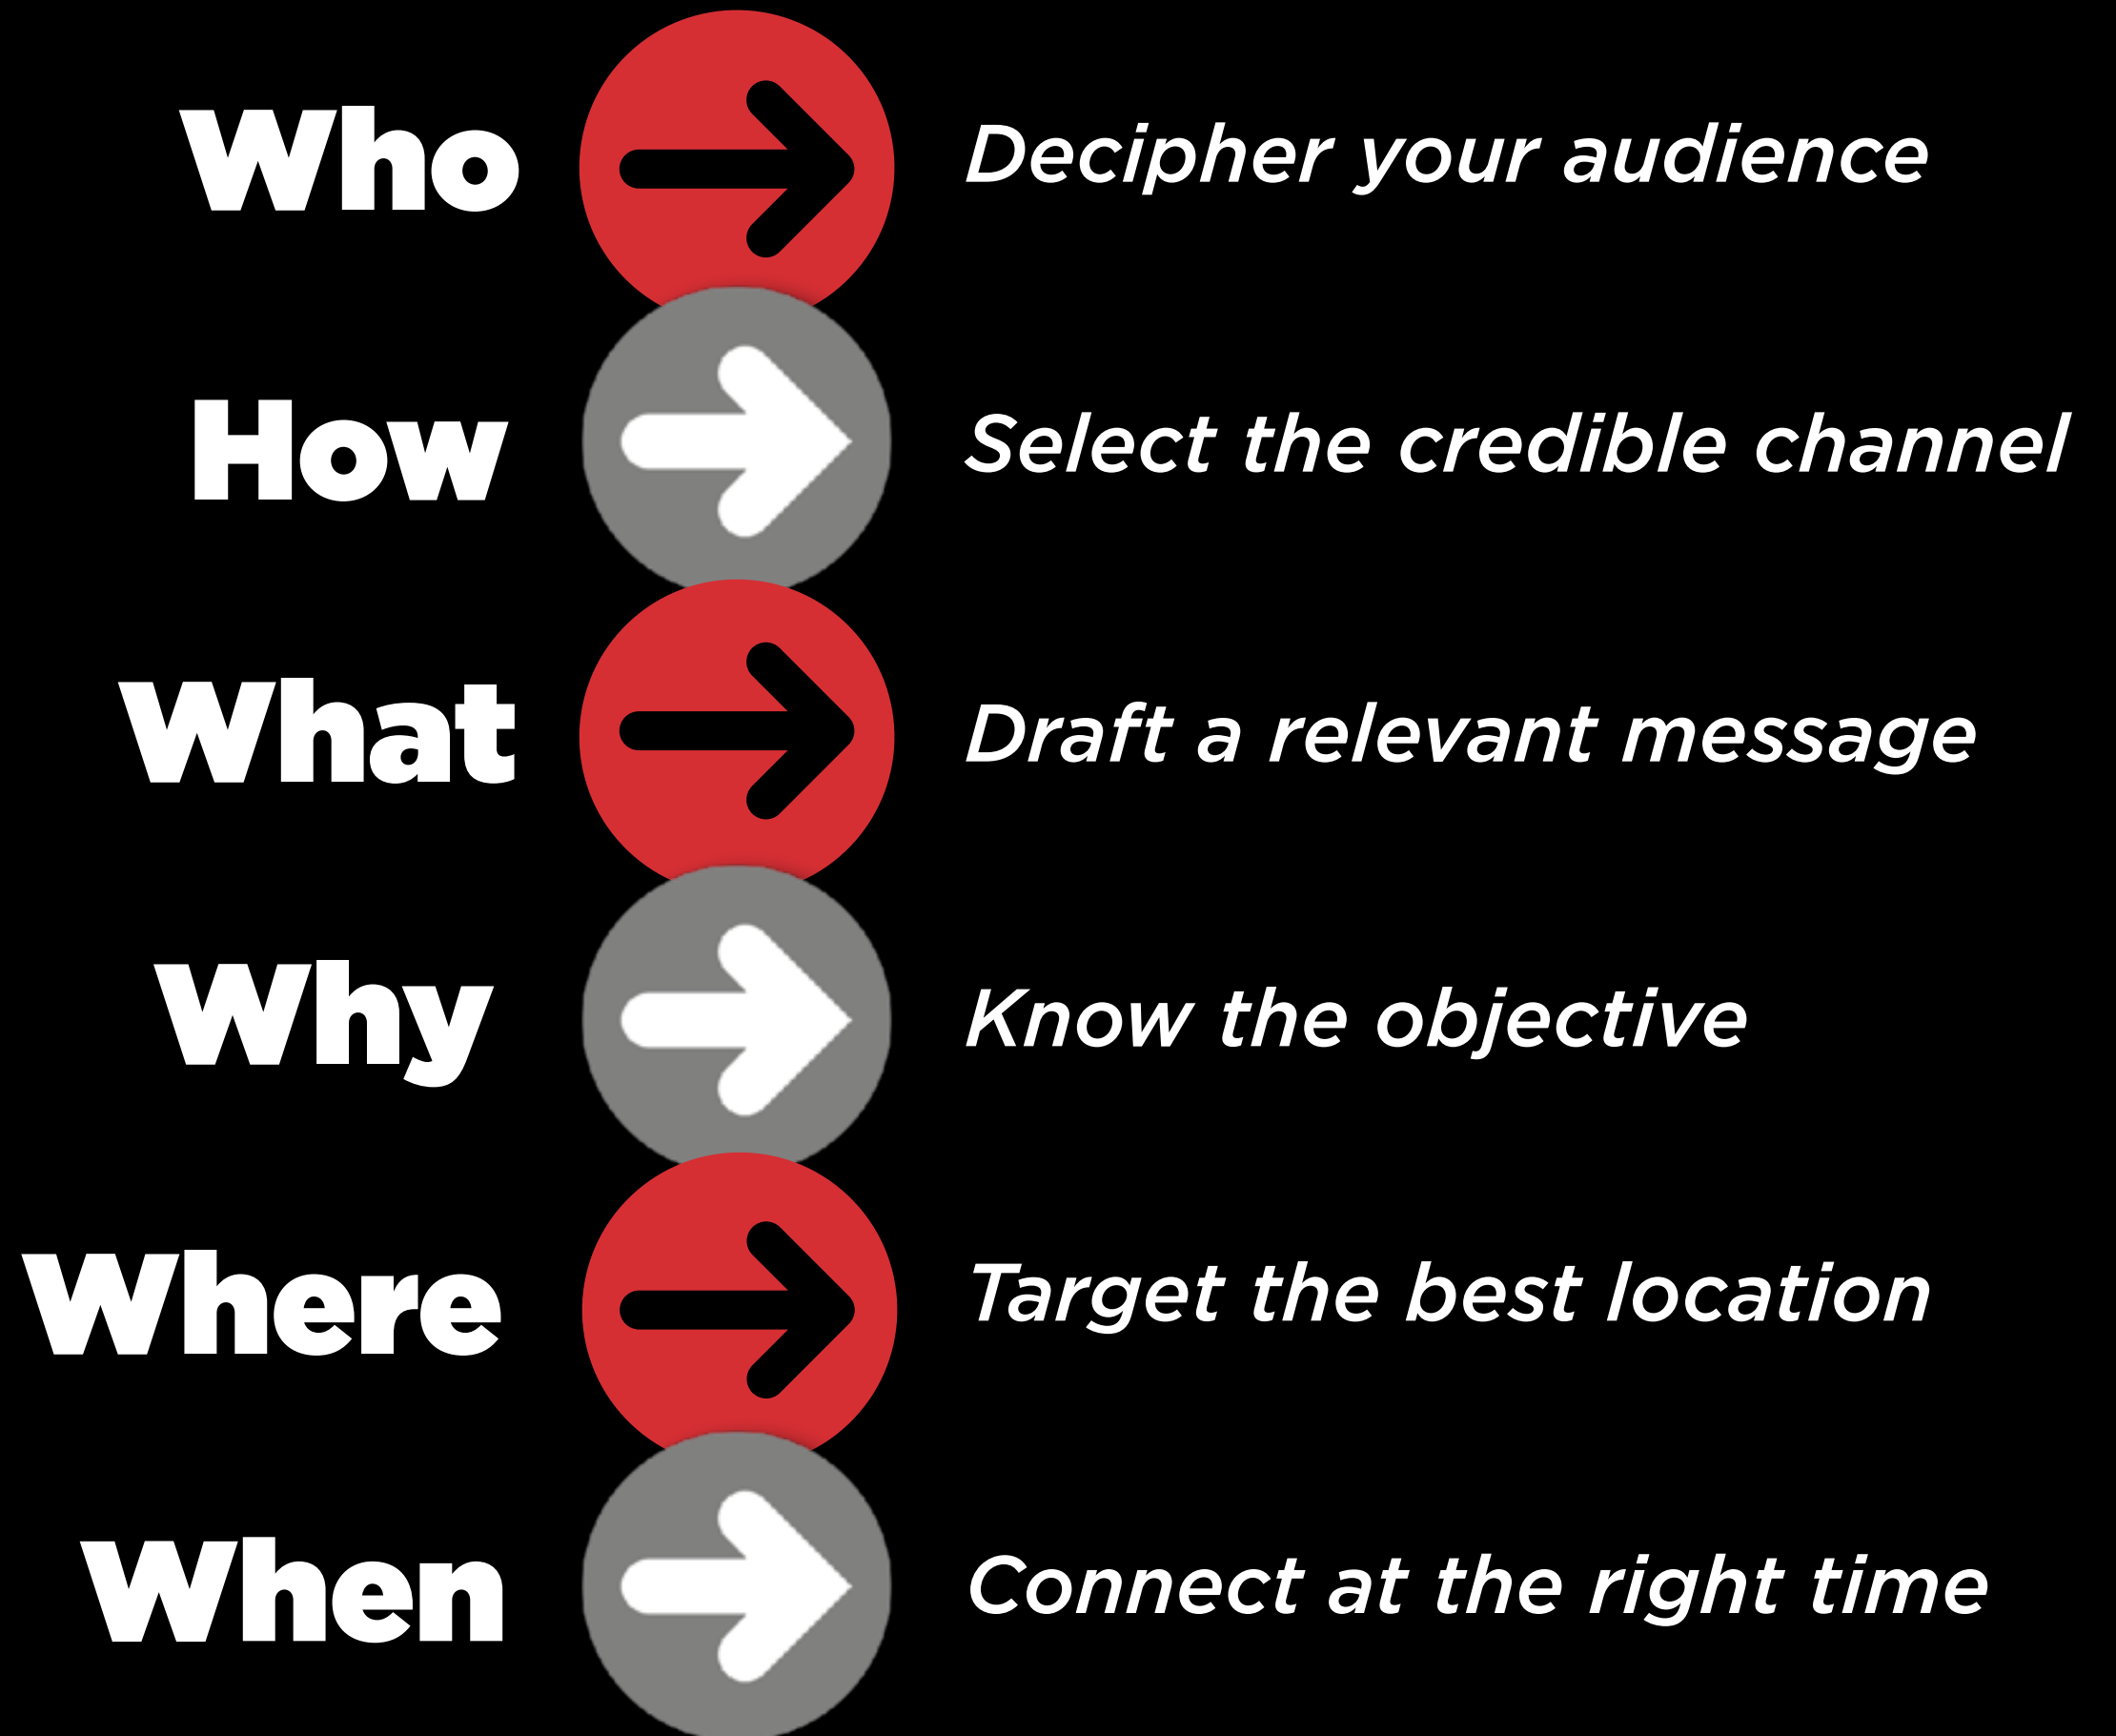 Who
Decipher your audience
How
Select the credible channel
What
Draft a relevant message
Why
Know the objective
Where
Target the best location
When
Connect at the right time